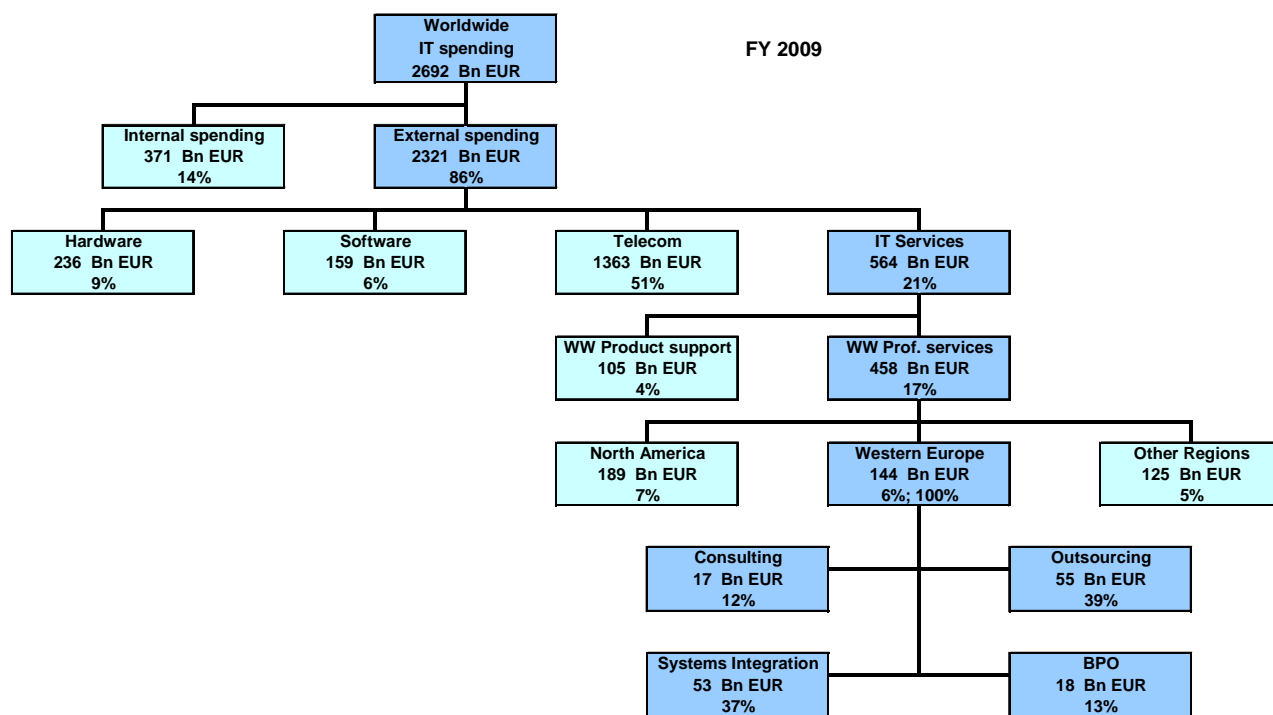 Worldwide
IT spending
2692 Bn EUR
FY 2009
Internal spending
371 Bn EUR
14%
External spending
2321 Bn EUR
86%
Hardware
236 Bn EUR
9%
Software
159 Bn EUR
6%
Telecom
1363 Bn EUR
51%
IT Services
564 Bn EUR
21%
WW Product support
105 Bn EUR
4%
WW Prof. services
458 Bn EUR
17%
North America
189 Bn EUR
7%
Western Europe
144 Bn EUR
6%; 100%
Other Regions
125 Bn EUR
5%
Consulting
17 Bn EUR
12%
Outsourcing
55 Bn EUR
39%
Systems Integration
53 Bn EUR
37%
BPO
18 Bn EUR
13%